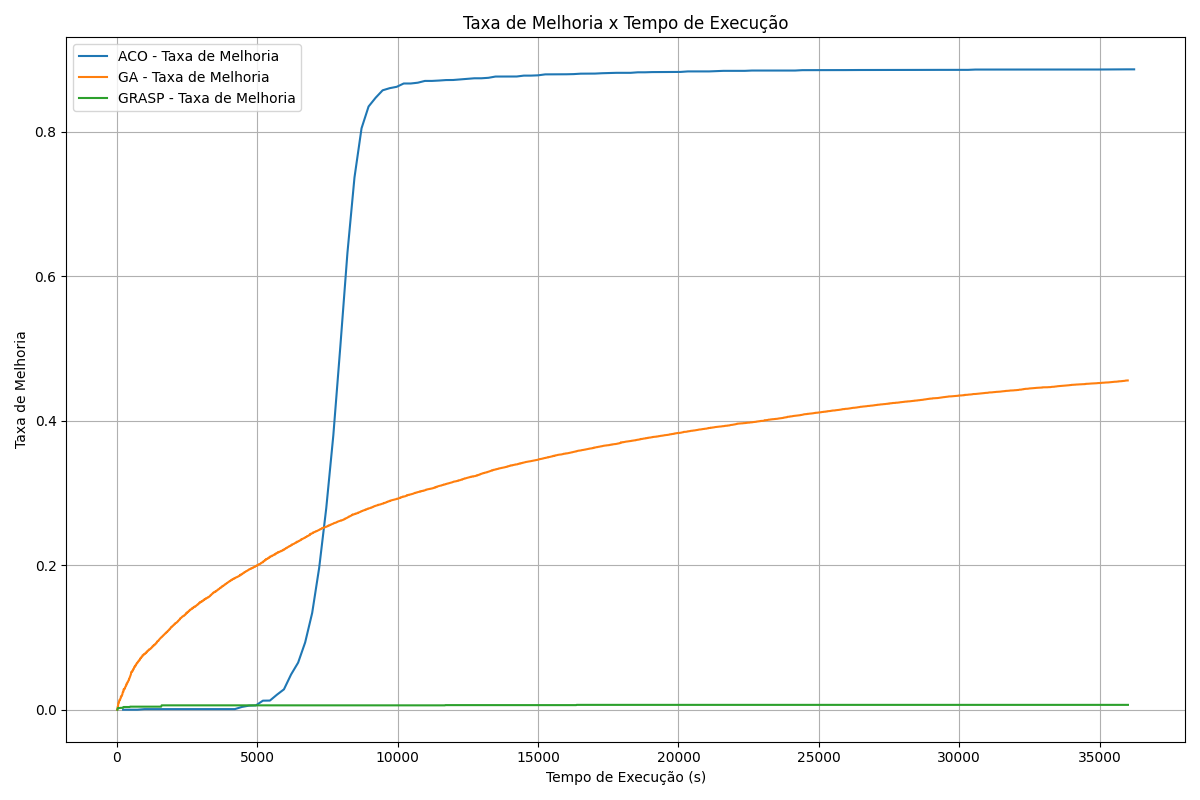 Taxa de Melhoria x Tempo de Execução
ACO - Taxa de Melhoria
GA - Taxa de Melhoria
GRASP - Taxa de Melhoria
Taxa de Melhoria
0.8
0.6
0.4
0.2
0.0
0 5000 10000 15000 20000 25000 30000 35000
Tempo de Execução (s)